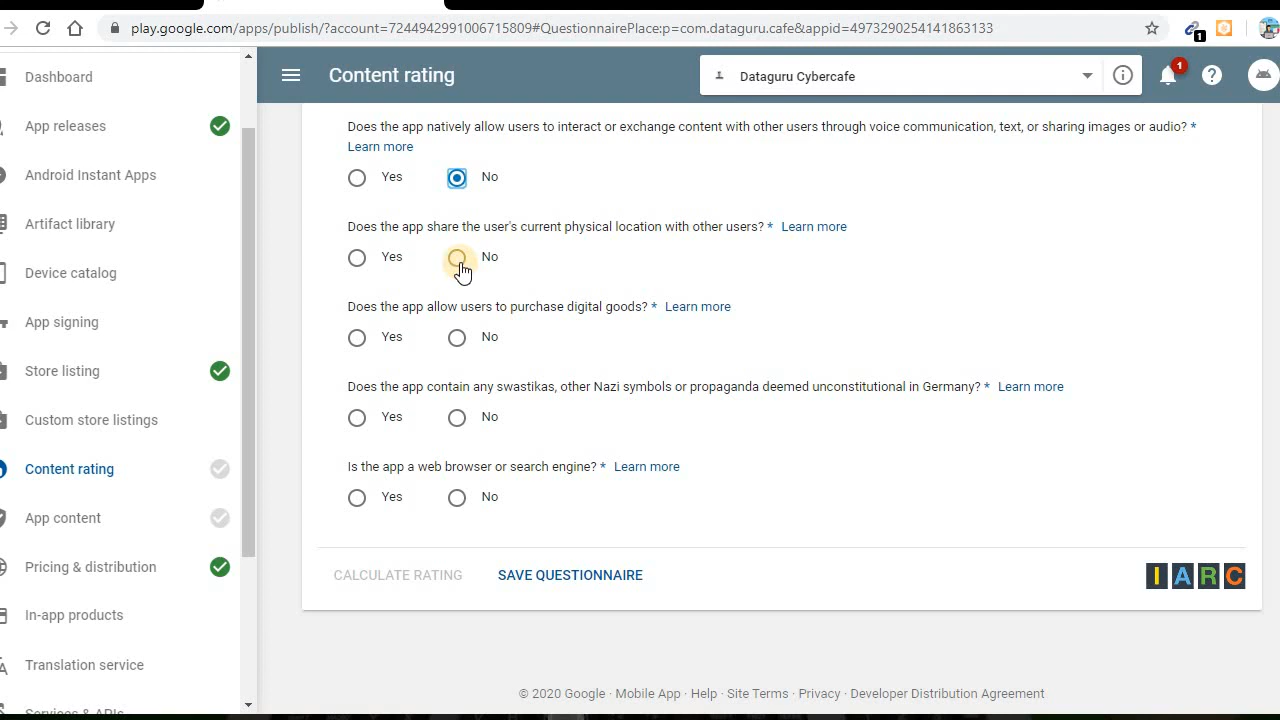 play.google.com/apps/publish/?account=7244942991006715809#QuestionnairePlace:p=com.dataguru.cafe&appid=4973290254141863133
1
Dashboard
App releases
Android Instant Apps
Artifact library
Device catalog
App signing
Store listing
Custom store listings
Content rating
App content
Pricing & distribution
In-app products
Translation service
Services & APIs
Content rating
Dataguru Cybercafe
1
Does the app natively allow users to interact or exchange content with other users through voice communication, text, or sharing images or audio? *
Learn more
Yes No
Does the app share the user's current physical location with other users? * Learn more
Yes No
Does the app allow users to purchase digital goods? * Learn more
Yes No
Does the app contain any swastikas, other Nazi symbols or propaganda deemed unconstitutional in Germany? * Learn more
Yes No
Is the app a web browser or search engine? * Learn more
Yes No
CALCULATE RATING SAVE QUESTIONNAIRE
IARC
© 2020 Google · Mobile App · Help · Site Terms · Privacy · Developer Distribution Agreement